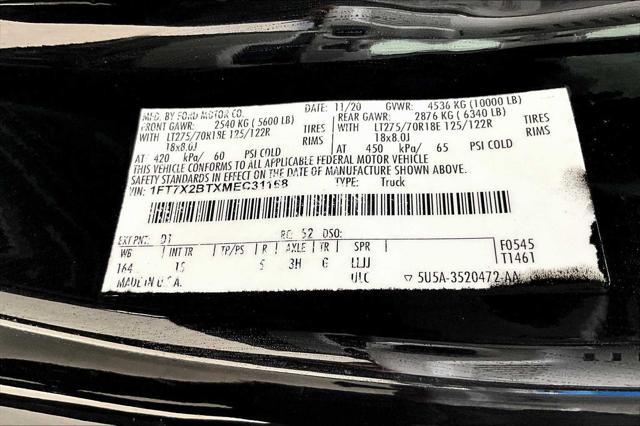 MFD. BY FORD MOTOR CO.
DATE: 11/20 GVWR: 4536 KG (10000 LB)
FRONT GAWR: 2540 KG (5600 LB)
REAR GAWR: 2876 KG (6340 LB)
WITH LT275/70R18E 125/122R TIRES
WITH LT275/70R18E 125/122R TIRES
18x8.0J RIMS
18x8.0J RIMS
AT 420 kPa/ 60 PSI COLD
AT 450 kPa/ 65 PSI COLD
THIS VEHICLE CONFORMS TO ALL APPLICABLE FEDERAL MOTOR VEHICLE
SAFETY STANDARDS IN EFFECT ON THE DATE OF MANUFACTURE SHOWN ABOVE.
VIN: 1FT7X2BTXMEC31168 TYPE: Truck
EXT PNT: RC: 52 DSO:
WB INT TR TP/PS R AXLE TR SPR
164 3H G
F0545
T1461
MADE IN U.S.A.
5U5A-3520472-AA